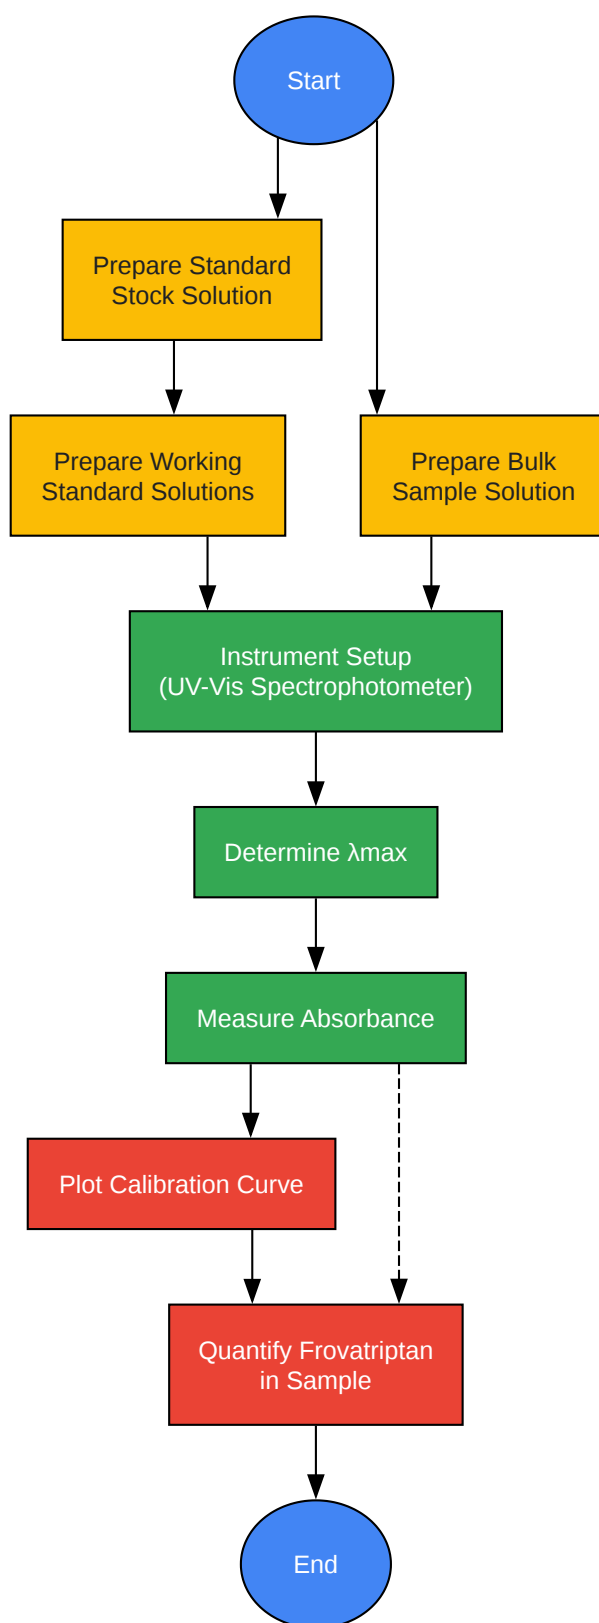 Start
Prepare Standard
Stock Solution
Prepare Working
Standard Solutions
Prepare Bulk
Sample Solution
Instrument Setup
(UV-Vis Spectrophotometer)
Determine λmax
Measure Absorbance
Plot Calibration Curve
Quantify Frovatriptan
in Sample
End